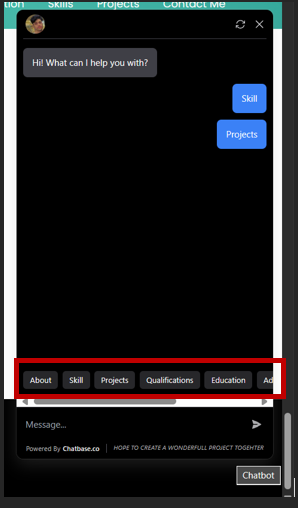 tion Skills Projects Contact Me
Hi! What can I help you with?
Skill
Projects
About Skill Projects Qualifications Education Ad
Message...
Powered By Chatbase.co | HOPE TO CREATE A WONDERFULL PROJECT TOGEHTER
Chatbot